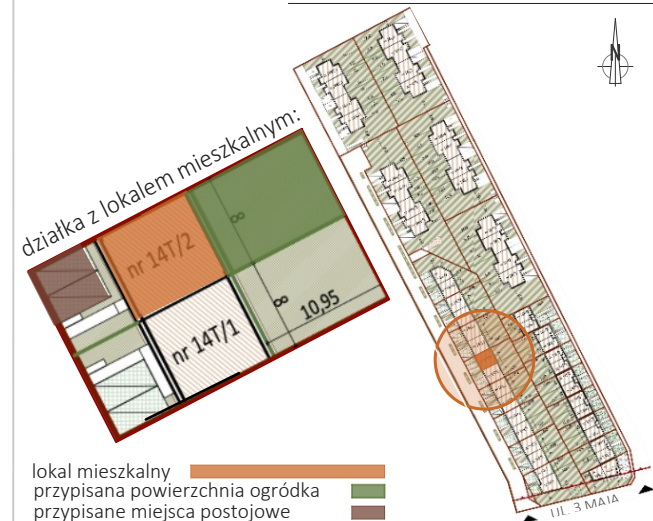 N
działka z lokalem mieszkalnym:
nr 14T/2
8
nr 14T/1
8
10,95
lokal mieszkalny
przypisana powierzchnia ogródka
przypisane miejsca postojowe
UL. 3 MAJA